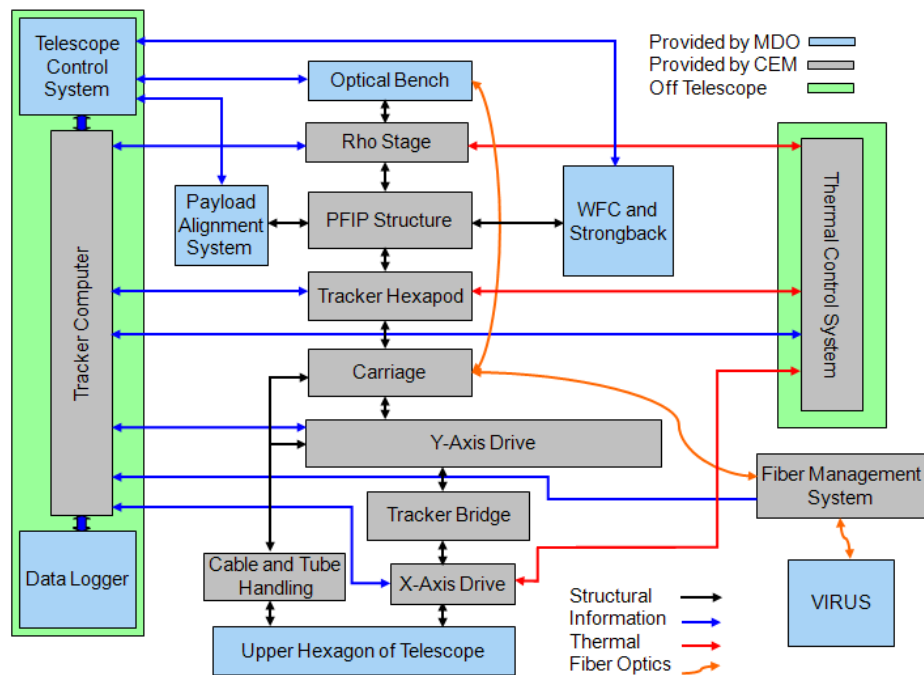 Telescope
Control
System
Provided by MDO
Provided by CEM
Off Telescope
Optical Bench
Rho Stage
Payload
Alignment
System
PFIP Structure
WFC and
Strongback
Thermal Control System
Tracker Computer
Tracker Hexapod
Carriage
Y-Axis Drive
Fiber Management
System
Tracker Bridge
Data Logger
Cable and Tube
Handling
X-Axis Drive
VIRUS
Upper Hexagon of Telescope
Structural
Information
Thermal
Fiber Optics